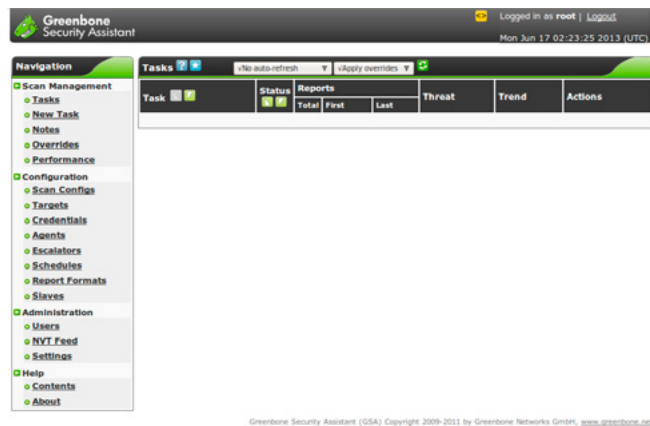 Greenbone
Security Assistant
Logged in as root | Logout
Mon Jun 17 02:23:25 2013 (UTC)
Navigation
Scan Management
Tasks
New Task
Notes
Overrides
Performance
Configuration
Scan Configs
Targets
Credentials
Agents
Escalators
Schedules
Report Formats
Slaves
Administration
Users
NVT Feed
Settings
Help
Contents
About
Tasks
√No auto-refresh
√Apply overrides
Task
Status
Reports
Total
First
Last
Threat
Trend
Actions
Greenbone Security Assistant (GSA) Copyright 2009-2011 by Greenbone Networks GmbH, www.greenbone.ne